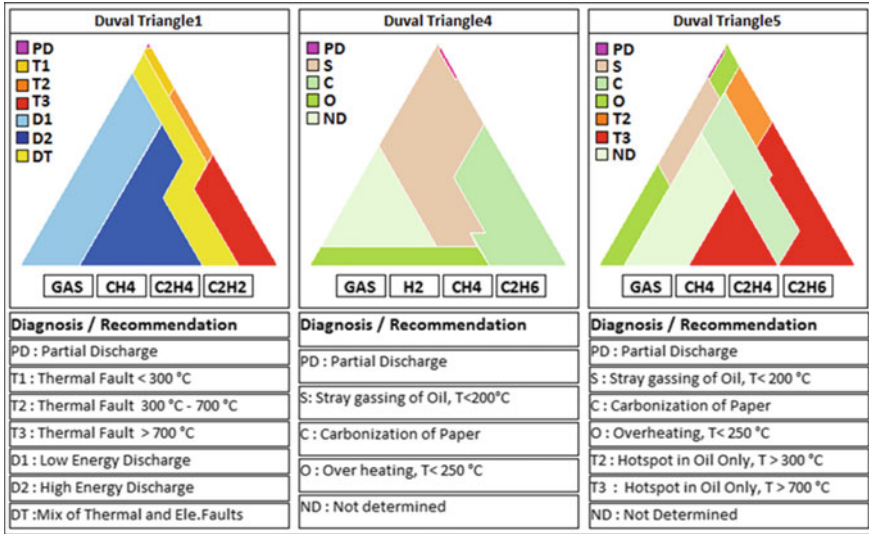 Duval Triangle1
PD
T1
T2
T3
D1
D2
DT
GAS CH4 C2H4 C2H2
Diagnosis / Recommendation
PD : Partial Discharge
T1 : Thermal Fault < 300 °C
T2 : Thermal Fault 300 °C - 700 °C
T3 : Thermal Fault > 700 °C
D1 : Low Energy Discharge
D2 : High Energy Discharge
DT :Mix of Thermal and Ele.Faults
Duval Triangle4
PD
S
C
O
ND
GAS H2 CH4 C2H6
Diagnosis / Recommendation
PD : Partial Discharge
S: Stray gassing of Oil, T<200°C
C : Carbonization of Paper
O : Over heating, T< 250 °C
ND : Not determined
Duval Triangle5
PD
S
C
O
T2
T3
ND
GAS CH4 C2H4 C2H6
Diagnosis / Recommendation
PD : Partial Discharge
S : Stray gassing of Oil, T< 200 °C
C : Carbonization of Paper
O : Overheating, T< 250 °C
T2 : Hotspot in Oil Only, T > 300 °C
T3 : Hotspot in Oil Only, T > 700 °C
ND : Not Determined